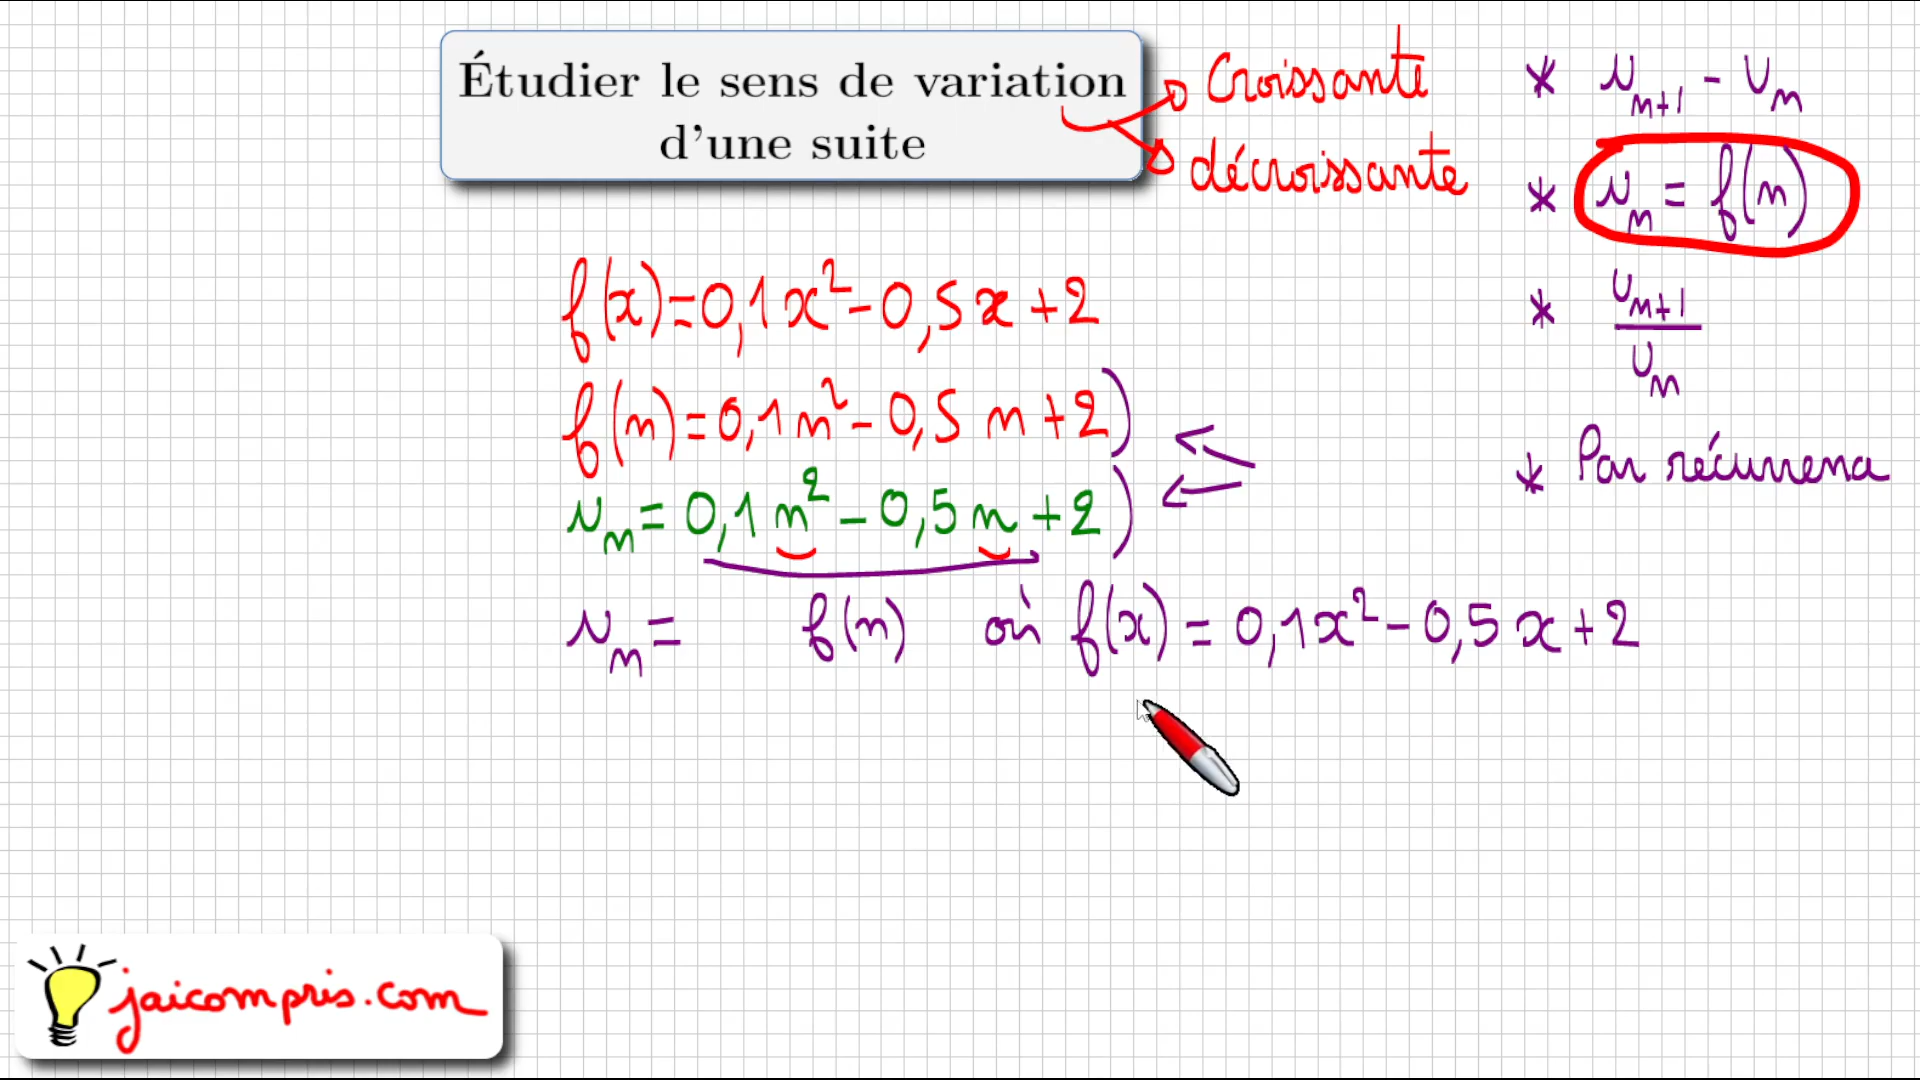 Étudier le sens de variation
d'une suite
Croissante
décroissante
* u_{n+1} - u_n
* u_n = f(n)
* u_{n+1} / u_n
* Par récurrence
f(x)=0,1x²-0,5x+2
f(n)=0,1n²-0,5n+2)
u_n=0,1n²-0,5n+2)
u_n= f(n) où f(x)=0,1x²-0,5x+2
jaicompris.com